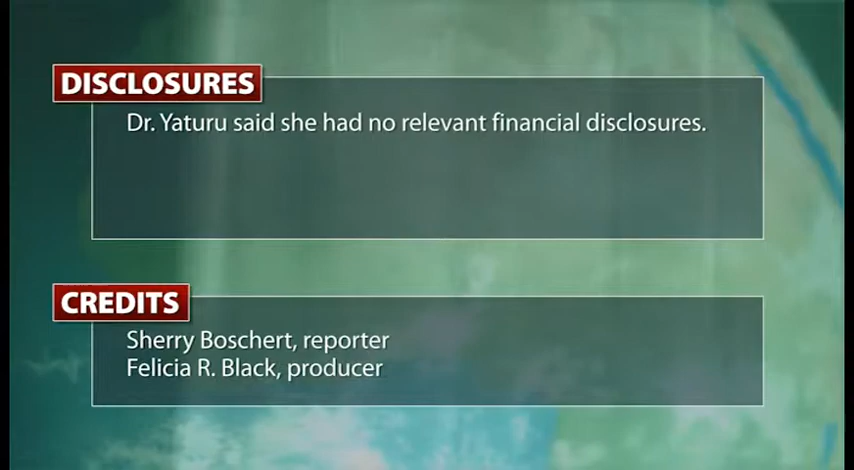 DISCLOSURES
Dr. Yaturu said she had no relevant financial disclosures.
CREDITS
Sherry Boschert, reporter
Felicia R. Black, producer